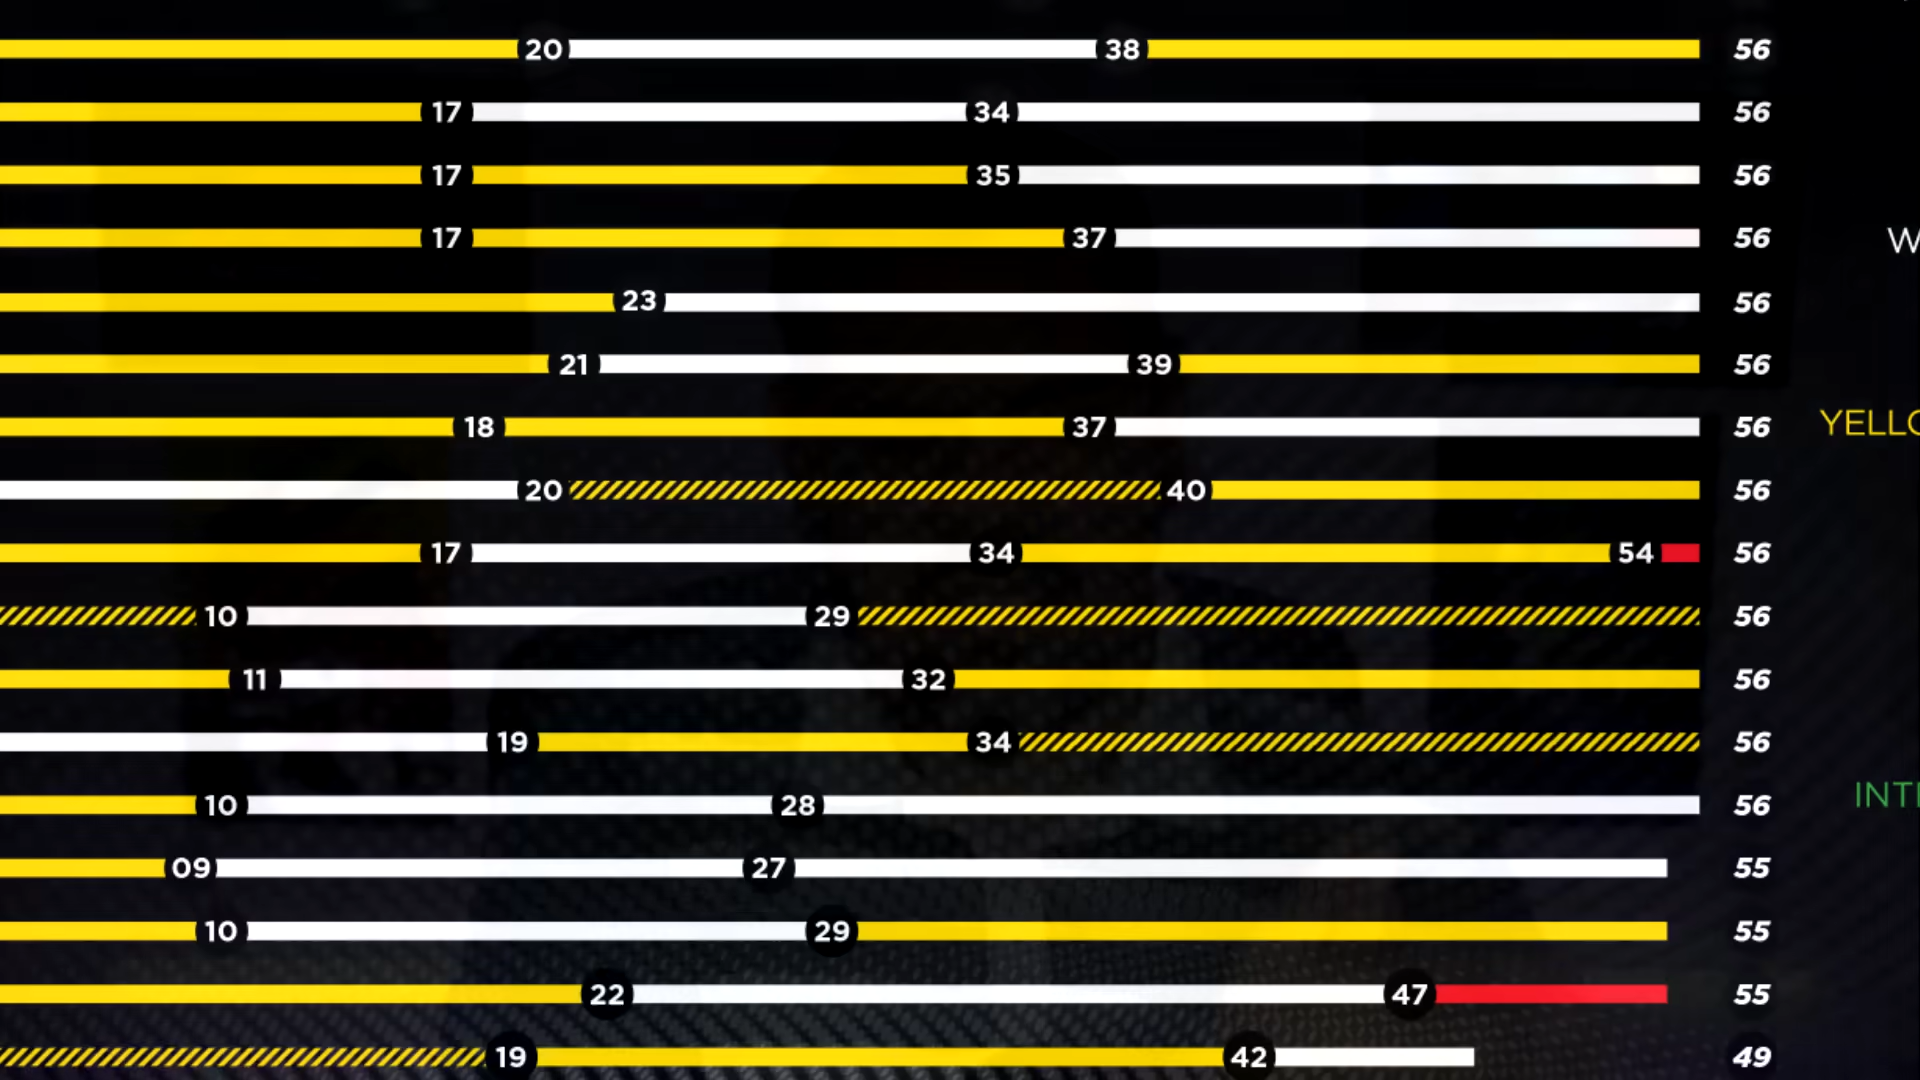 20 38 56
17 34 56
17 35 56
17 37 56
W
23 56
21 39 56
YELLO
18 37 56
20 40 56
17 34 54 56
10 29 56
11 32 56
19 34 56
INT
10 28 56
09 27 55
10 29 55
22 47 55
19 42 49